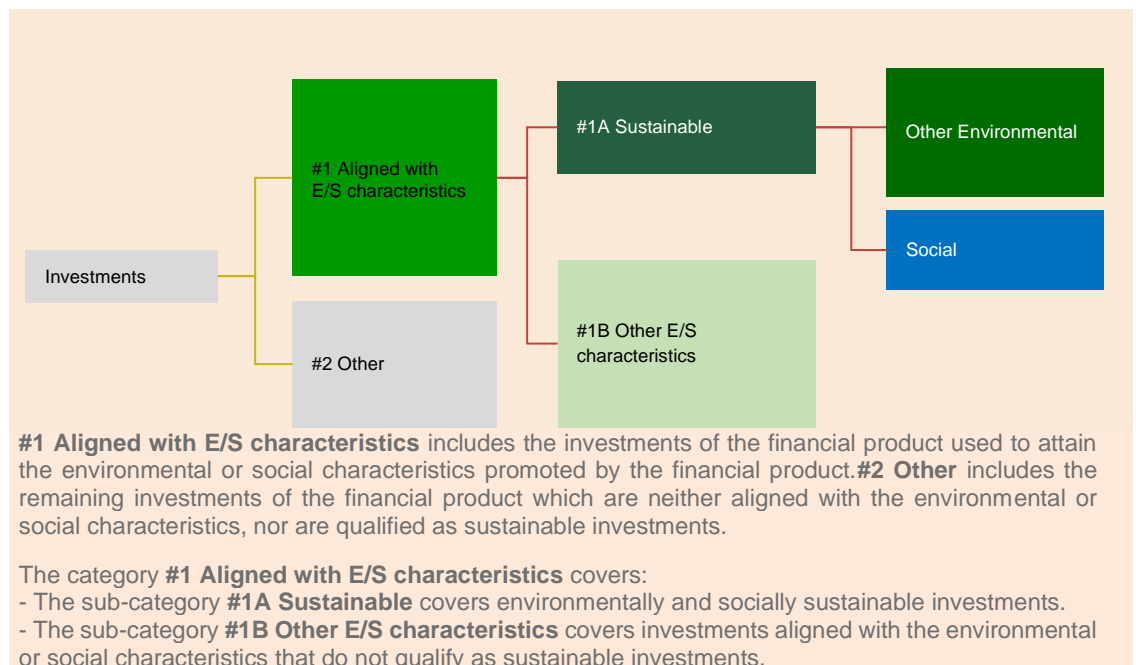 #1A Sustainable
Other Environmental
#1 Aligned with
E/S characteristics
Social
Investments
#1B Other E/S
characteristics
#2 Other
#1 Aligned with E/S characteristics includes the investments of the financial product used to attain
the environmental or social characteristics promoted by the financial product.#2 Other includes the
remaining investments of the financial product which are neither aligned with the environmental or
social characteristics, nor are qualified as sustainable investments.
The category #1 Aligned with E/S characteristics covers:
- The sub-category #1A Sustainable covers environmentally and socially sustainable investments.
- The sub-category #1B Other E/S characteristics covers investments aligned with the environmental
or social characteristics that do not qualify as sustainable investments.